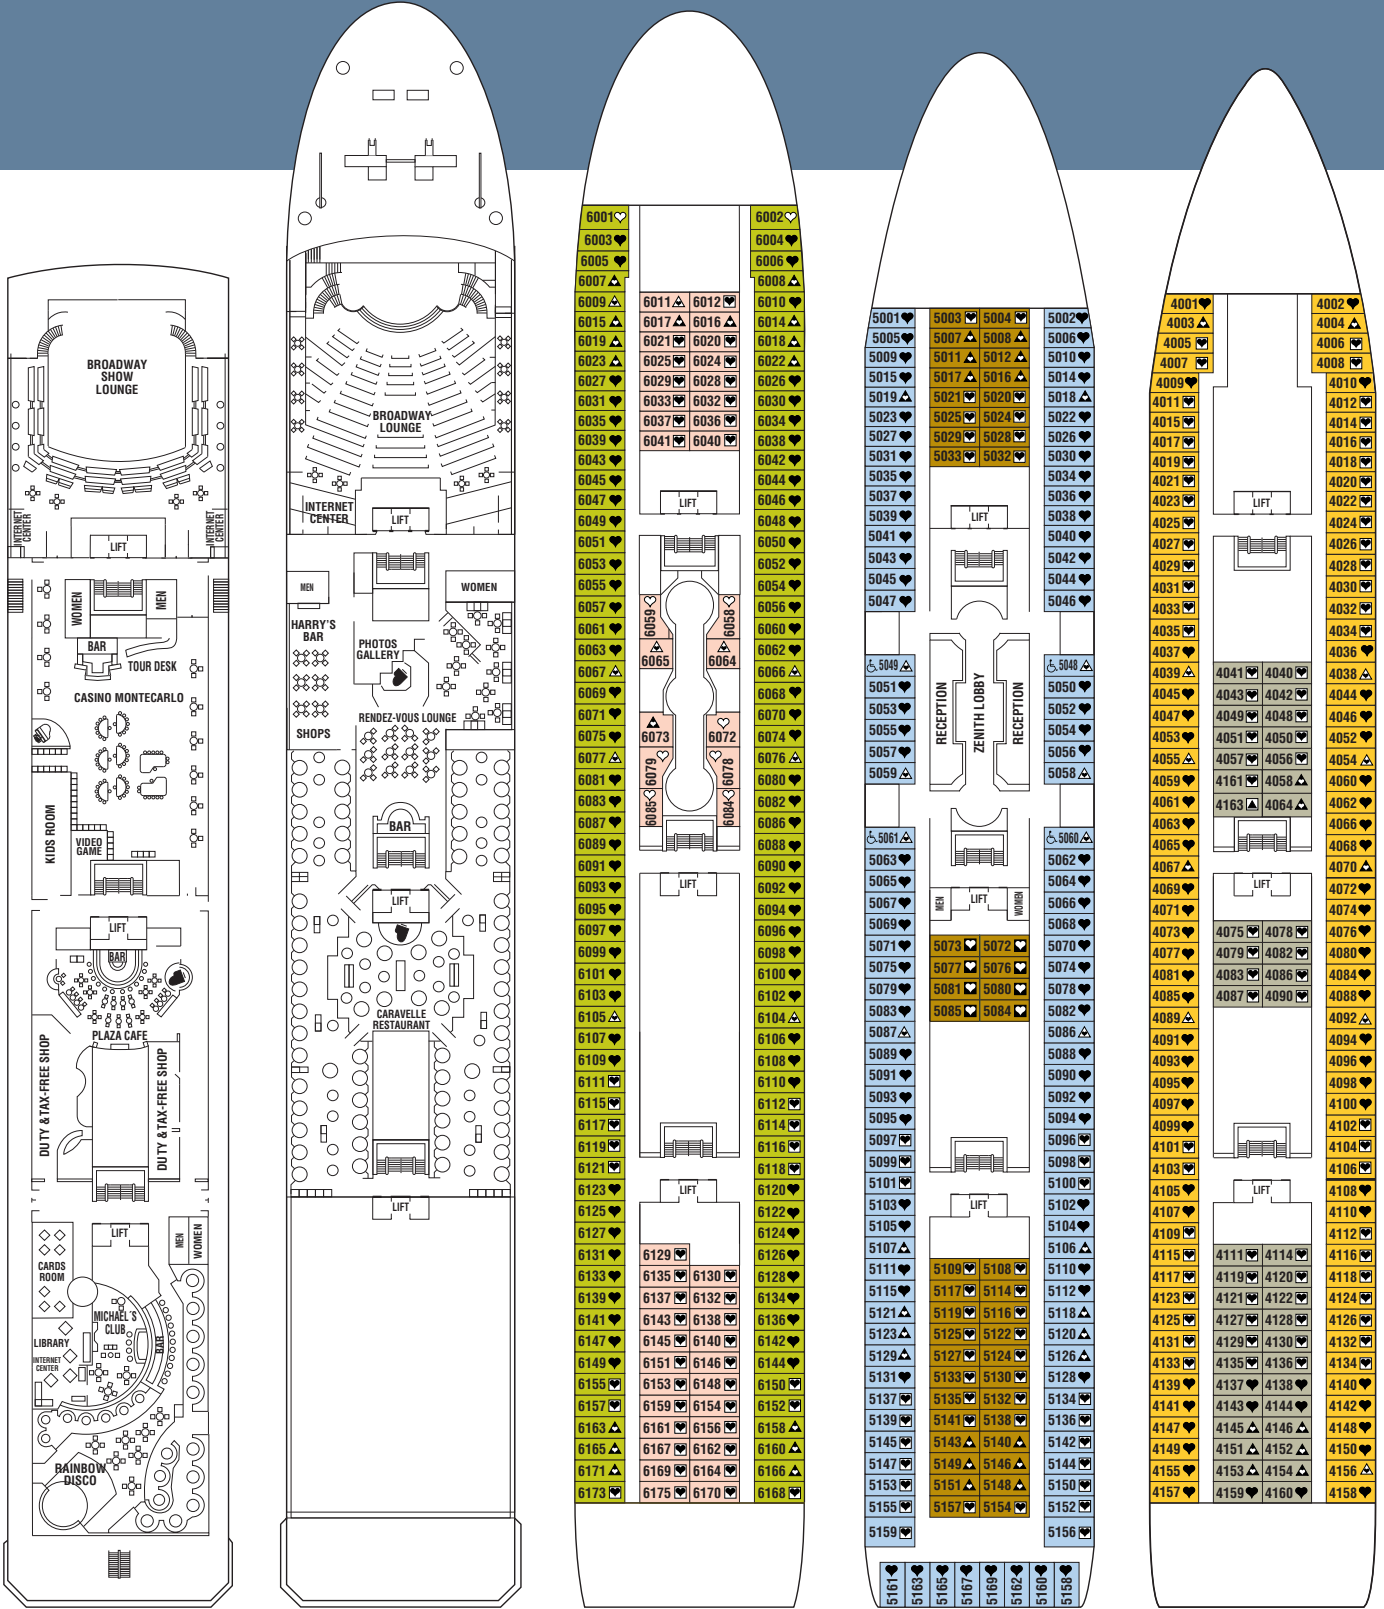 BROADWAY
SHOW
LOUNGE
INTERNET
CENTER
INTERNET
CENTER
LIFT
WOMEN
MEN
BAR
TOUR DESK
CASINO MONTECARLO
KIDS ROOM
VIDEO
GAME
LIFT
BAR
PLAZA CAFE
DUTY & TAX-FREE SHOP
DUTY & TAX-FREE SHOP
LIFT
MEN
WOMEN
CARDS
ROOM
MICHAEL'S
CLUB
BAR
LIBRARY
INTERNET
CENTER
RAINBOW
DISCO
BROADWAY
LOUNGE
INTERNET
CENTER
LIFT
MEN
WOMEN
HARRY'S
BAR
PHOTOS
GALLERY
RENDEZ-VOUS LOUNGE
SHOPS
BAR
LIFT
CARAVELLE
RESTAURANT
LIFT
6001 6002
6003 6004
6005 6006
6007 6008
6009 6011 6012 6010
6015 6017 6016 6014
6019 6021 6020 6018
6023 6025 6024 6022
6027 6029 6028 6026
6031 6033 6032 6030
6035 6037 6036 6034
6039 6041 6040 6038
6043 6042
6045 6044
6047 LIFT 6046
6049 6048
6051 6050
6053 6052
6055 6054
6057 6059 6058 6056
6061 6060
6063 6065 6064 6062
6067 6066
6069 6068
6071 6070
6075 6073 6072 6074
6077 6079 6078 6076
6081 6080
6083 6085 6084 6082
6087 6086
6089 6088
6091 6090
6093 LIFT 6092
6095 6094
6097 6096
6099 6098
6101 6100
6103 6102
6105 6104
6107 6106
6109 6108
6111 6110
6115 6112
6117 6114
6119 6116
6121 6118
6123 LIFT 6120
6125 6122
6127 6124
6131 6129 6126
6133 6135 6130 6128
6139 6137 6132 6134
6141 6143 6138 6136
6147 6145 6140 6142
6149 6151 6146 6144
6155 6153 6148 6150
6157 6159 6154 6152
6163 6161 6156 6158
6165 6167 6162 6160
6171 6169 6164 6166
6173 6175 6170 6168
5001 5003 5004 5002
5005 5007 5008 5006
5009 5011 5012 5010
5015 5017 5016 5014
5019 5021 5020 5018
5023 5025 5024 5022
5027 5029 5028 5026
5031 5033 5032 5030
5035 5034
5037 5036
5039 LIFT 5038
5041 5040
5043 5042
5045 5044
5047 5046
5049 5048
5051 5050
5053 5052
RECEPTION
ZENITH LOBBY
RECEPTION
5055 5054
5057 5056
5059 5058
5061 5060
5063 5062
5065 5064
5067 MEN LIFT WOMEN 5066
5069 5068
5071 5073 5072 5070
5075 5077 5076 5074
5079 5081 5080 5078
5083 5085 5084 5082
5087 5086
5089 5088
5091 5090
5093 5092
5095 5094
5097 5096
5099 5098
5101 5100
5103 LIFT 5102
5105 5104
5107 5106
5111 5109 5108 5110
5115 5117 5114 5112
5121 5119 5116 5118
5123 5125 5122 5120
5129 5127 5124 5126
5131 5133 5130 5128
5137 5135 5132 5134
5139 5141 5138 5136
5145 5143 5140 5142
5147 5149 5146 5144
5153 5151 5148 5150
5155 5157 5154 5152
5159 5156
5161 5163 5165 5167 5169 5162 5160 5158
4001 4002
4003 4004
4005 4006
4007 4008
4009 4010
4011 4012
4015 4014
4017 4016
4019 4018
4021 4020
4023 LIFT 4022
4025 4024
4027 4026
4029 4028
4031 4030
4033 4032
4035 4034
4037 4036
4039 4041 4040 4038
4045 4043 4042 4044
4047 4049 4048 4046
4053 4051 4050 4052
4055 4057 4056 4054
4059 4161 4058 4060
4061 4163 4064 4062
4063 4066
4065 4068
4067 4070
4069 LIFT 4072
4071 4074
4073 4075 4078 4076
4077 4079 4082 4080
4081 4083 4086 4084
4085 4087 4090 4088
4089 4092
4091 4094
4093 4096
4095 4098
4097 4100
4099 4102
4101 4104
4103 4106
4105 LIFT 4108
4107 4110
4109 4112
4115 4111 4114 4116
4117 4119 4120 4118
4123 4121 4122 4124
4125 4127 4128 4126
4131 4129 4130 4132
4133 4135 4136 4134
4139 4137 4138 4140
4141 4143 4144 4142
4147 4145 4146 4148
4149 4151 4152 4150
4155 4153 4154 4156
4157 4159 4160 4158